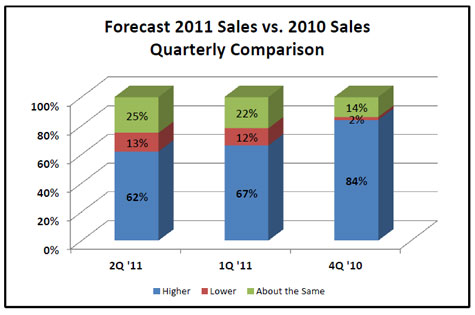 Forecast 2011 Sales vs. 2010 Sales
Quarterly Comparison
100%
80%
60%
40%
20%
0%
25%
13%
62%
22%
12%
67%
14%
2%
84%
2Q '11
1Q '11
4Q '10
Higher
Lower
About the Same